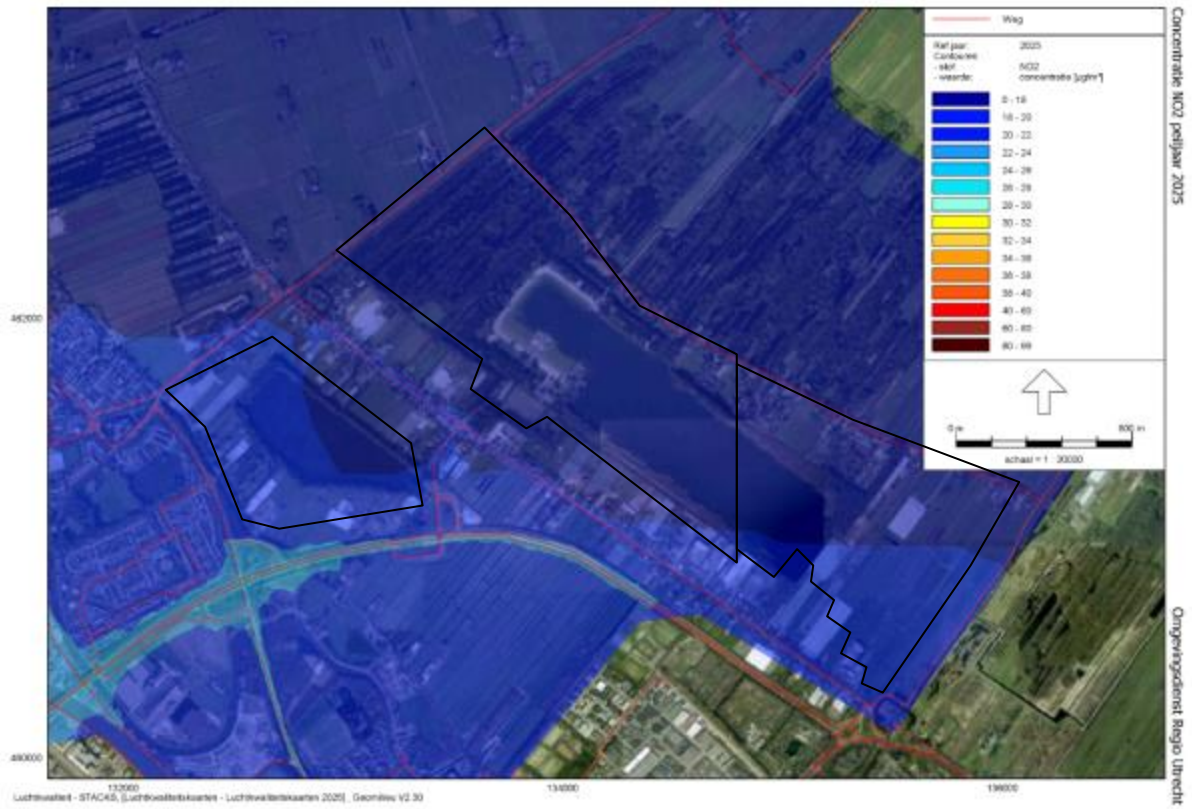 Weg
Ref jaar: 2025
Contouren
- stof: NO2
- waarde: concentratie [µg/m³]
0 - 18
18 - 20
20 - 22
22 - 24
24 - 26
26 - 28
28 - 30
30 - 32
32 - 34
34 - 36
36 - 38
38 - 40
40 - 60
60 - 80
80 - 99
0 m 800 m
schaal = 1 : 20000
Concentratie NO2 peiljaar 2025
Omgevingsdienst Regio Utrecht
462000
460000
132000 134000 136000
Luchtkwaliteit - STACKS, [Luchtkwaliteitskaarten - Luchtkwaliteitskaarten 2025] , Geomilieu V2.30